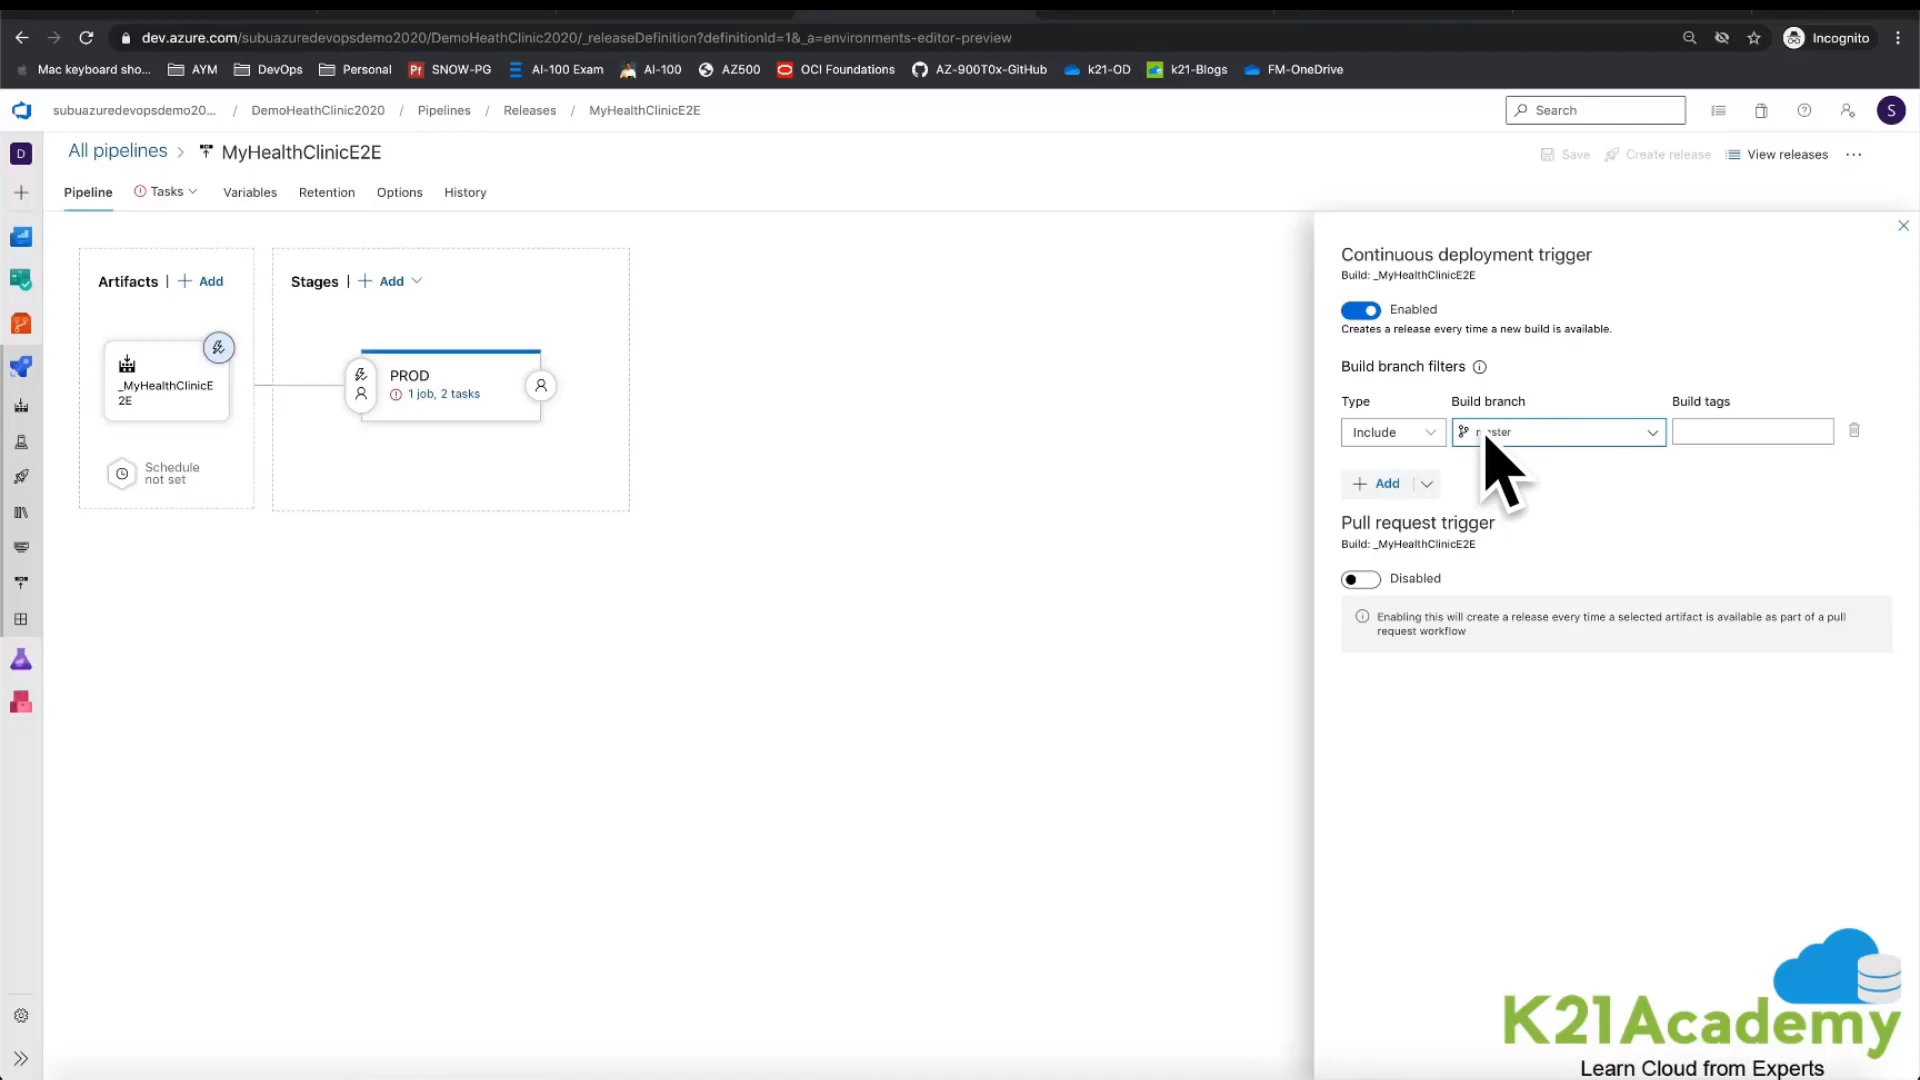 dev.azure.com/subuazuredevopsdemo2020/DemoHeathClinic2020/_releaseDefinition?definitionId=1&_a=environments-editor-preview
Incognito
Mac keyboard sho... AYM DevOps Personal SNOW-PG AI-100 Exam AI-100 AZ500 OCI Foundations AZ-900T0x-GitHub k21-OD k21-Blogs FM-OneDrive
subuazuredevopsdemo20... / DemoHeathClinic2020 / Pipelines / Releases / MyHealthClinicE2E
Search
S
D
All pipelines > MyHealthClinicE2E
Save Create release View releases ...
Pipeline Tasks Variables Retention Options History
Artifacts | + Add
Stages | + Add
_MyHealthClinicE
2E
PROD
1 job, 2 tasks
Schedule
not set
Continuous deployment trigger
Build: _MyHealthClinicE2E
Enabled
Creates a release every time a new build is available.
Build branch filters
Type Build branch Build tags
Include master
+ Add
Pull request trigger
Build: _MyHealthClinicE2E
Disabled
Enabling this will create a release every time a selected artifact is available as part of a pull
request workflow
K21Academy
Learn Cloud from Experts